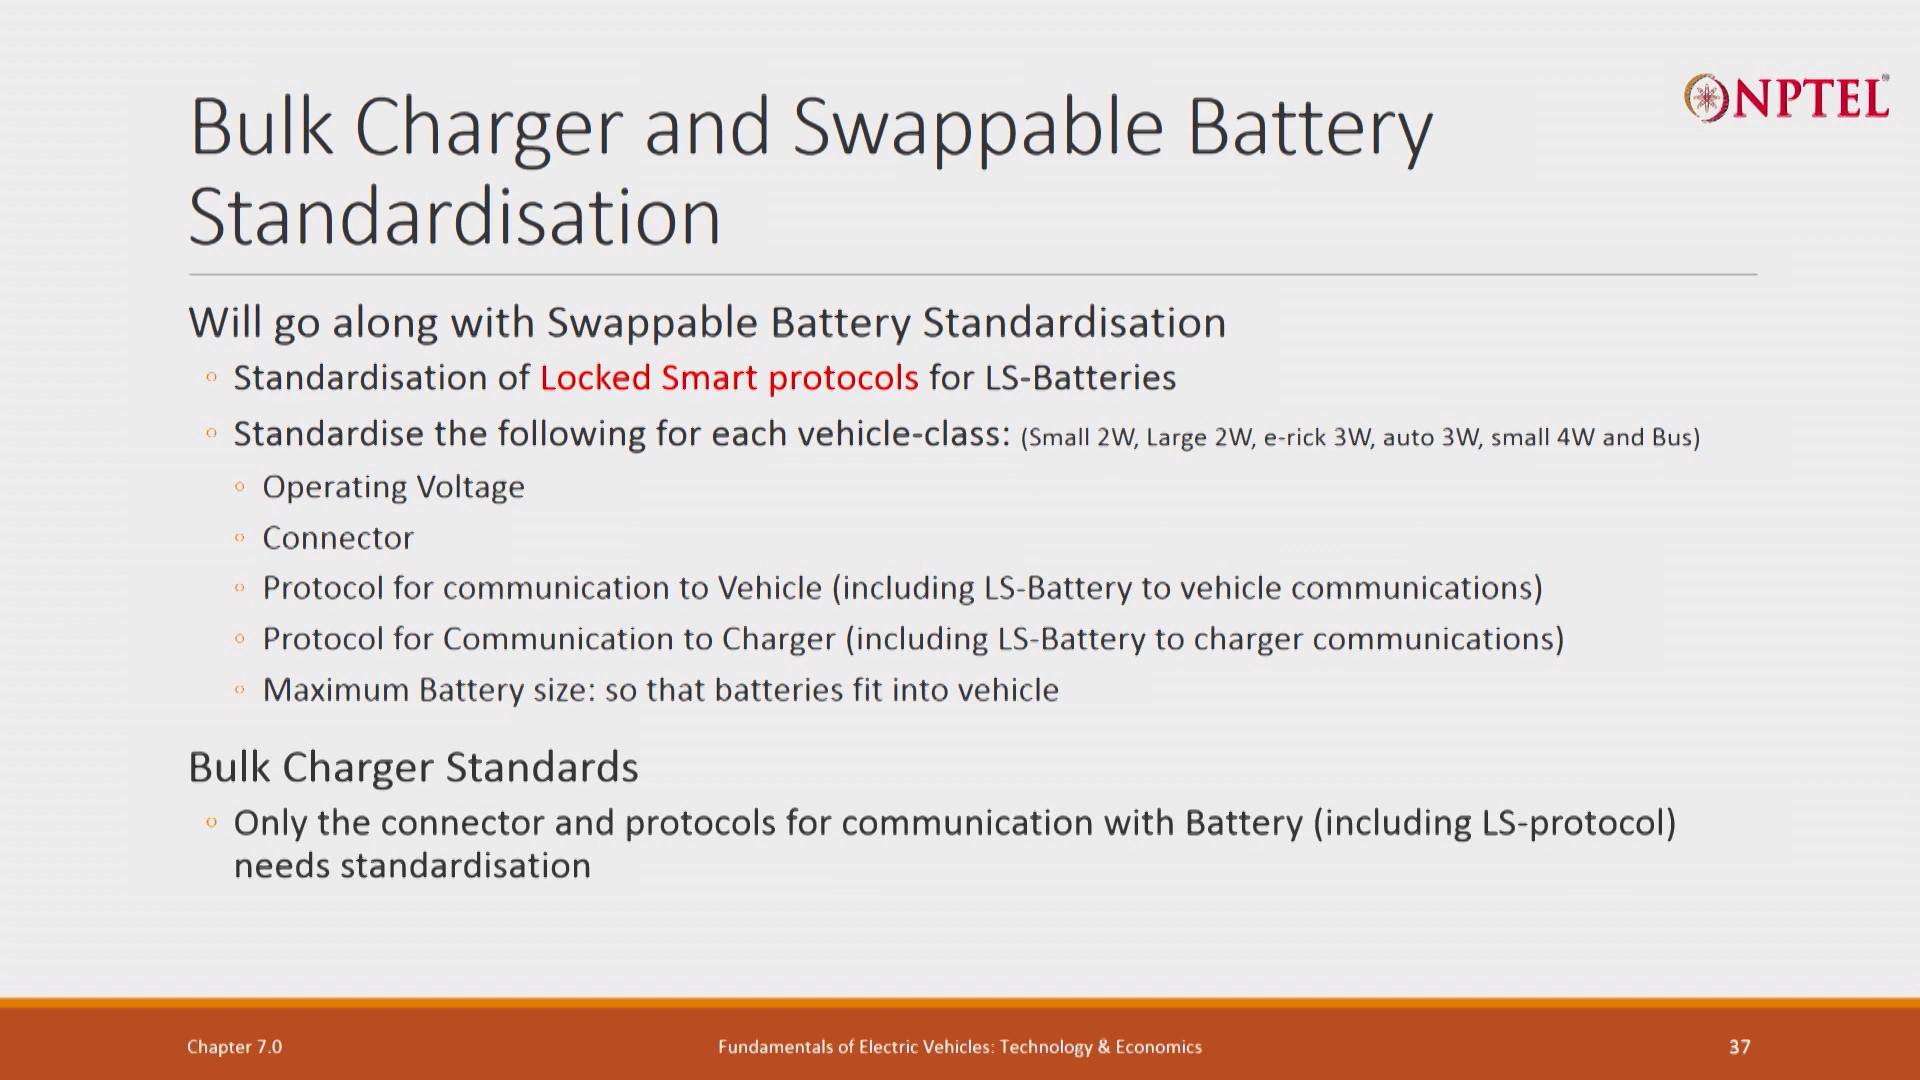 NPTEL
Bulk Charger and Swappable Battery
Standardisation
Will go along with Swappable Battery Standardisation
Standardisation of Locked Smart protocols for LS-Batteries
Standardise the following for each vehicle-class: (Small 2W, Large 2W, e-rick 3W, auto 3W, small 4W and Bus)
Operating Voltage
Connector
Protocol for communication to Vehicle (including LS-Battery to vehicle communications)
Protocol for Communication to Charger (including LS-Battery to charger communications)
Maximum Battery size: so that batteries fit into vehicle
Bulk Charger Standards
Only the connector and protocols for communication with Battery (including LS-protocol)
needs standardisation
Chapter 7.0
Fundamentals of Electric Vehicles: Technology & Economics
37